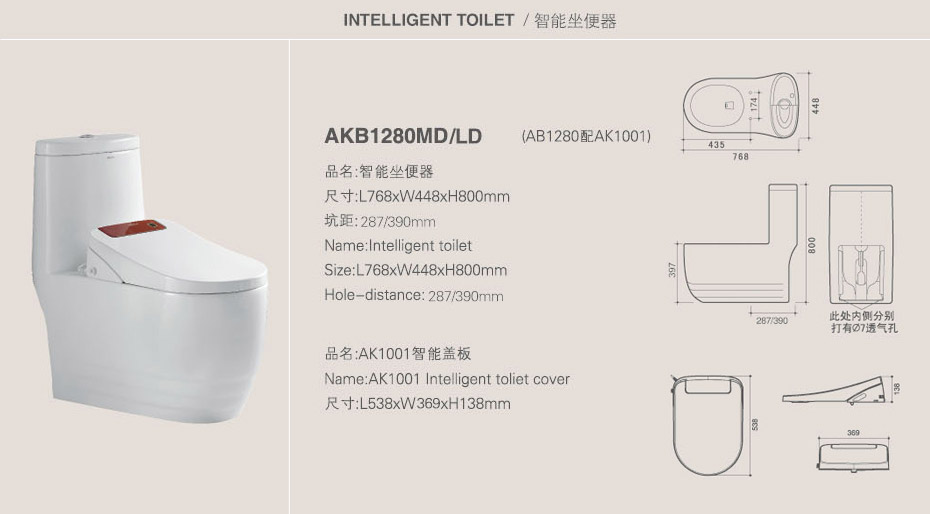 INTELLIGENT TOILET / 智能坐便器
AKB1280MD/LD (AB1280配AK1001)
品名:智能坐便器
尺寸:L768xW448xH800mm
坑距: 287/390mm
Name:Intelligent toilet
Size:L768xW448xH800mm
Hole-distance: 287/390mm
品名:AK1001智能盖板
Name:AK1001 Intelligent toliet cover
尺寸:L538xW369xH138mm
174
448
435
768
397
800
287/390
此处内侧分别
打有Ø7透气孔
538
138
369